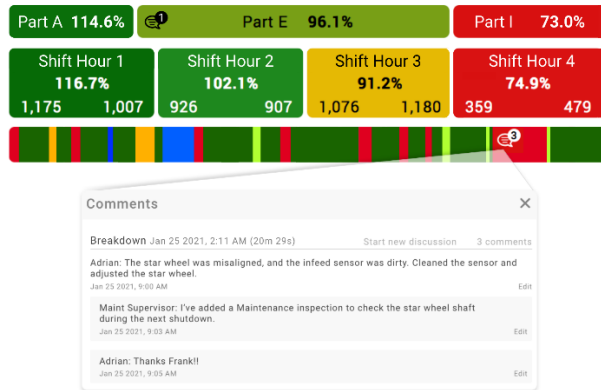 Part A 114.6% 1 Part E 96.1% Part I 73.0%
Shift Hour 1 Shift Hour 2 Shift Hour 3 Shift Hour 4
116.7% 102.1% 91.2% 74.9%
1,175 1,007 926 907 1,076 1,180 359 479
3
Comments
Breakdown Jan 25 2021, 2:11 AM (20m 29s) Start new discussion 3 comments
Adrian: The star wheel was misaligned, and the infeed sensor was dirty. Cleaned the sensor and
adjusted the star wheel.
Jan 25 2021, 9:00 AM Edit
Maint Supervisor: I've added a Maintenance inspection to check the star wheel shaft
during the next shutdown.
Jan 25 2021, 9:03 AM Edit
Adrian: Thanks Frank!!
Jan 25 2021, 9:05 AM Edit